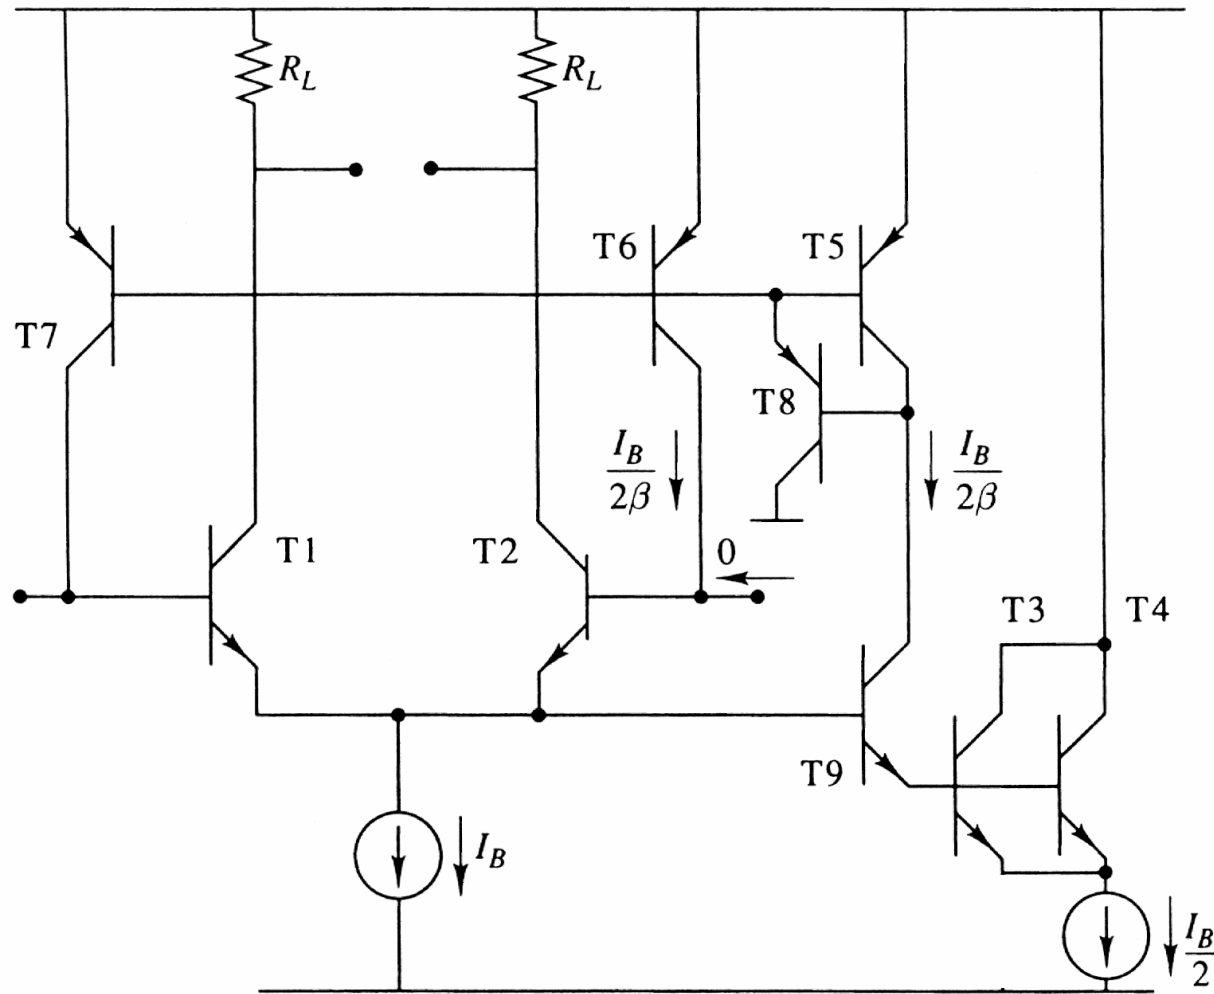 R_L
R_L
T6
T5
T7
T8
I_B/2β
I_B/2β
0
T1
T2
T3
T4
T9
I_B
I_B/2